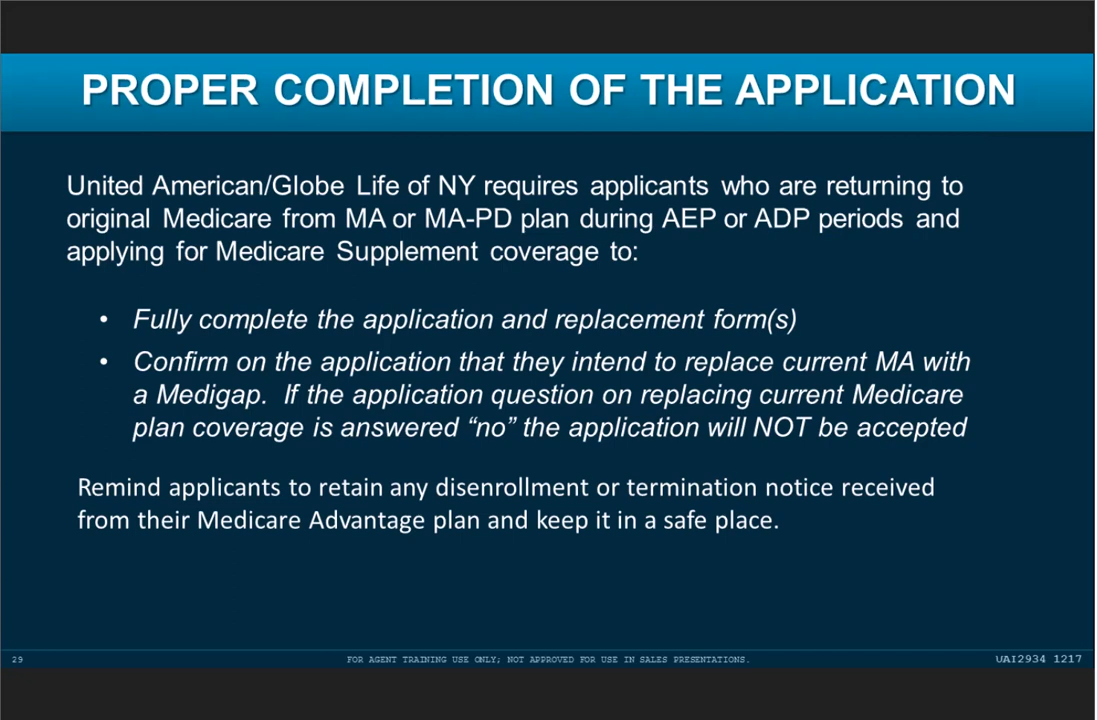 PROPER COMPLETION OF THE APPLICATION
United American/Globe Life of NY requires applicants who are returning to
original Medicare from MA or MA-PD plan during AEP or ADP periods and
applying for Medicare Supplement coverage to:
• Fully complete the application and replacement form(s)
• Confirm on the application that they intend to replace current MA with
a Medigap. If the application question on replacing current Medicare
plan coverage is answered “no” the application will NOT be accepted
Remind applicants to retain any disenrollment or termination notice received
from their Medicare Advantage plan and keep it in a safe place.
29
FOR AGENT TRAINING USE ONLY; NOT APPROVED FOR USE IN SALES PRESENTATIONS.
UAI2934 1217